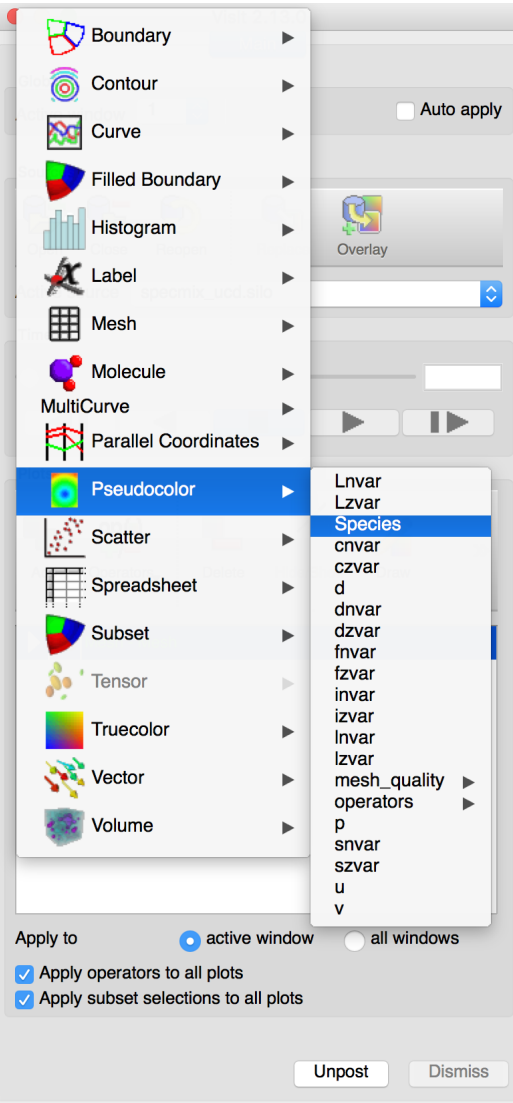 Boundary
Contour
Curve
Auto apply
Filled Boundary
Histogram
Overlay
Label
Mesh
Molecule
MultiCurve
Parallel Coordinates
Pseudocolor
Scatter
Spreadsheet
Subset
Tensor
Truecolor
Vector
Volume
Lnvar
Lzvar
Species
cnvar
czvar
d
dnvar
dzvar
fnvar
fzvar
invar
izvar
lnvar
lzvar
mesh_quality
operators
p
snvar
szvar
u
v
Apply to active window all windows
Apply operators to all plots
Apply subset selections to all plots
Unpost Dismiss